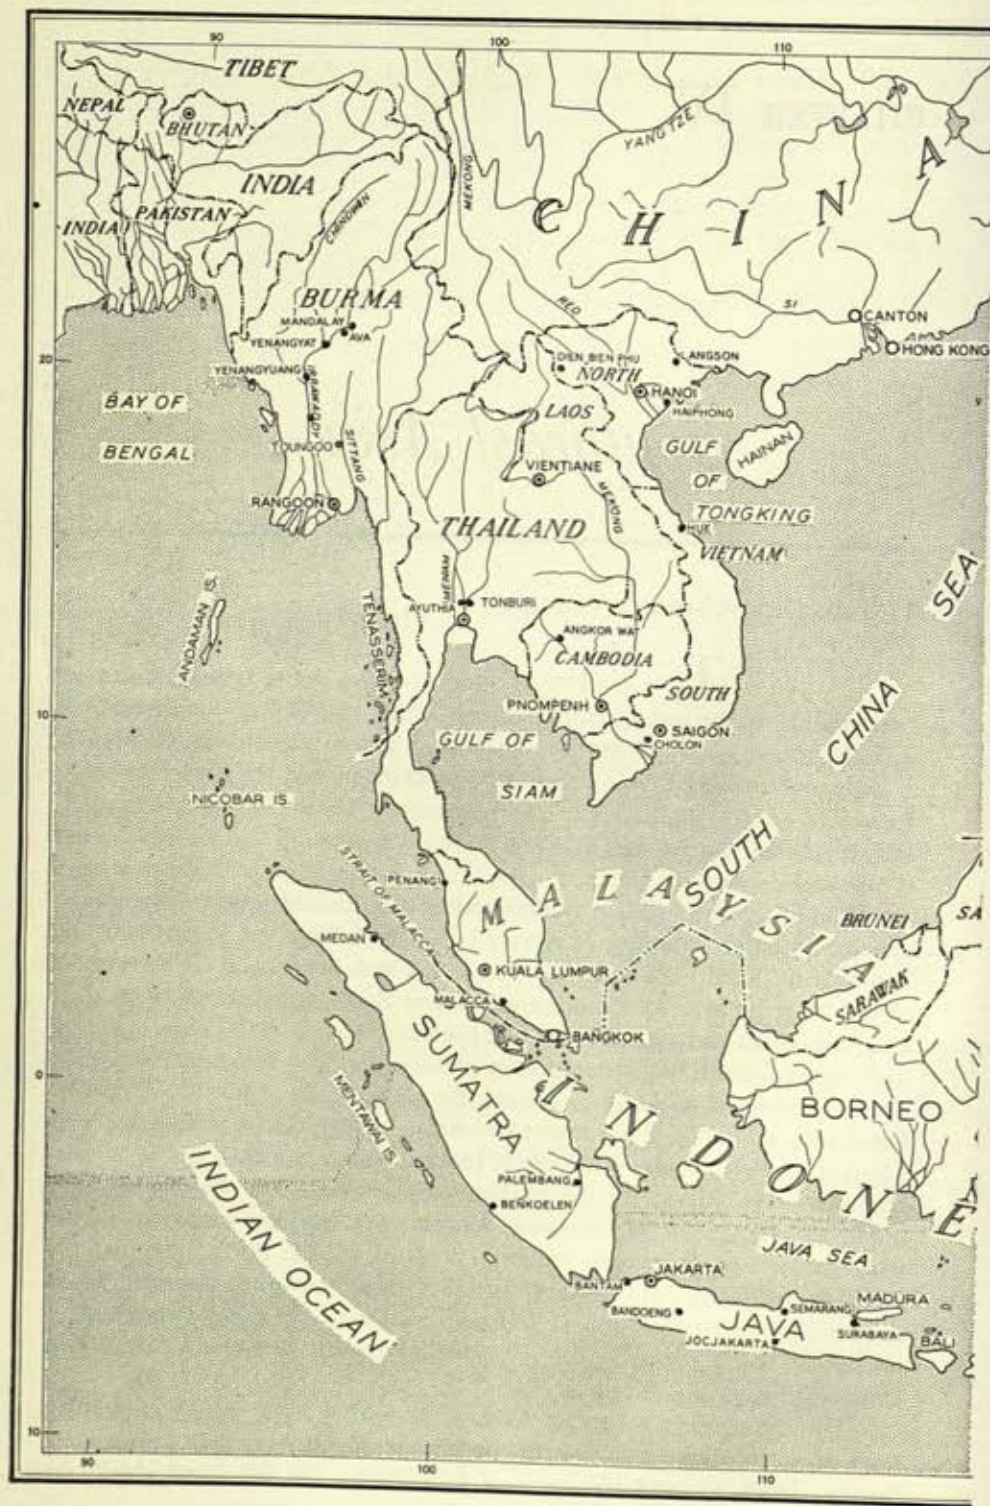 90
100
110
TIBET
NEPAL
BHUTAN
YANGTZE
INDIA
MEKONG
CHINA
PAKISTAN
INDIA
CHINDWIN
RED
SI
BURMA
CANTON
MANDALAY
AVA
YENANGYAT
HONG KONG
20
DIEN BIEN PHU
LANGSON
YENANGYUANG
NORTH
HANOI
BAY OF
BENGAL
LAOS
HAIPHONG
IRRAWADDY
GULF
OF
TONGKING
HAINAN
TOUNGOO
SITTANG
VIENTIANE
MEKONG
RANGOON
THAILAND
HUE
VIETNAM
MENAM
SOUTH CHINA SEA
ANDAMAN IS.
TENASSERIM
AYUTHIA
TONBURI
ANGKOR WAT
CAMBODIA
PNOMPENH
SOUTH
SAIGON
CHOLON
10
GULF OF
SIAM
NICOBAR IS.
STRAIT OF MALACCA
PENANG
MALAYSIA
BRUNEI
SA
MEDAN
KUALA LUMPUR
SARAWAK
MALACCA
BANGKOK
SUMATRA
0
MENTAWAI IS.
INDONE
BORNEO
PALEMBANG
BENKOELEN
INDIAN OCEAN
JAVA SEA
JAKARTA
BANTAM
BANDOENG
SEMARANG
MADURA
JAVA
SURABAYA
JOCJAKARTA
BALI
10
90
100
110